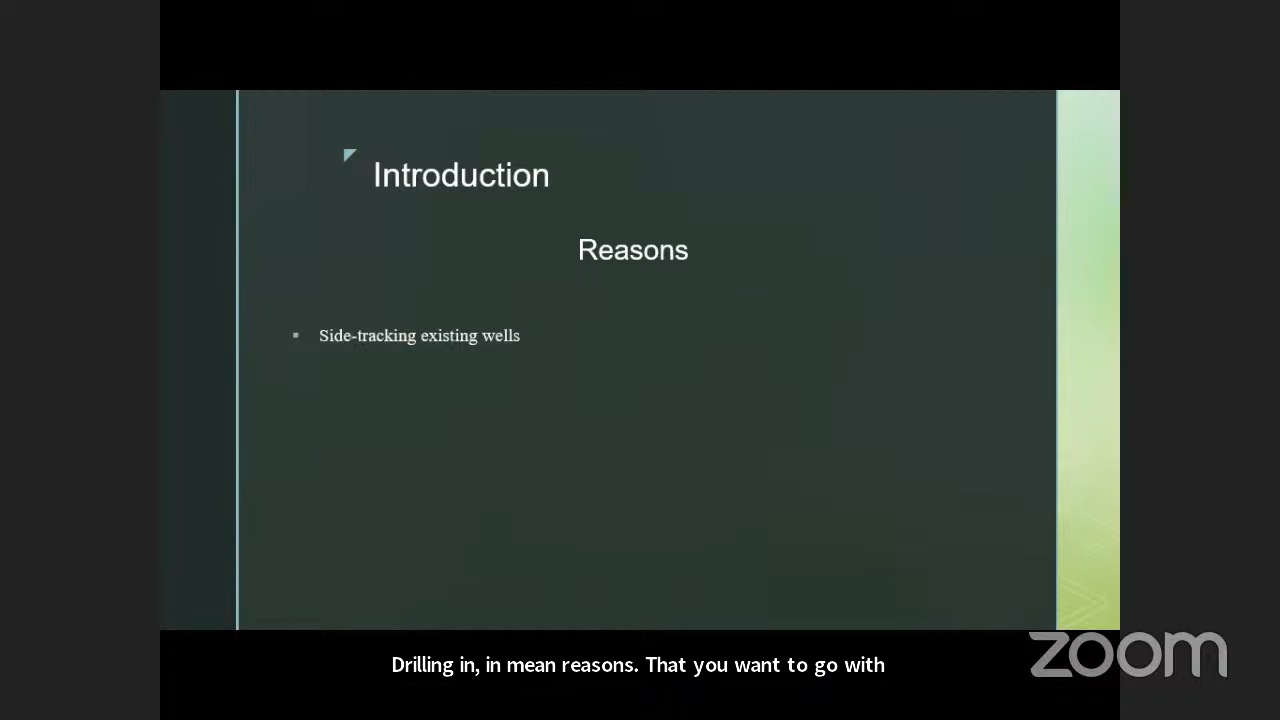 Introduction
Reasons
▪ Side-tracking existing wells
Drilling in, in mean reasons. That you want to go with
zoom